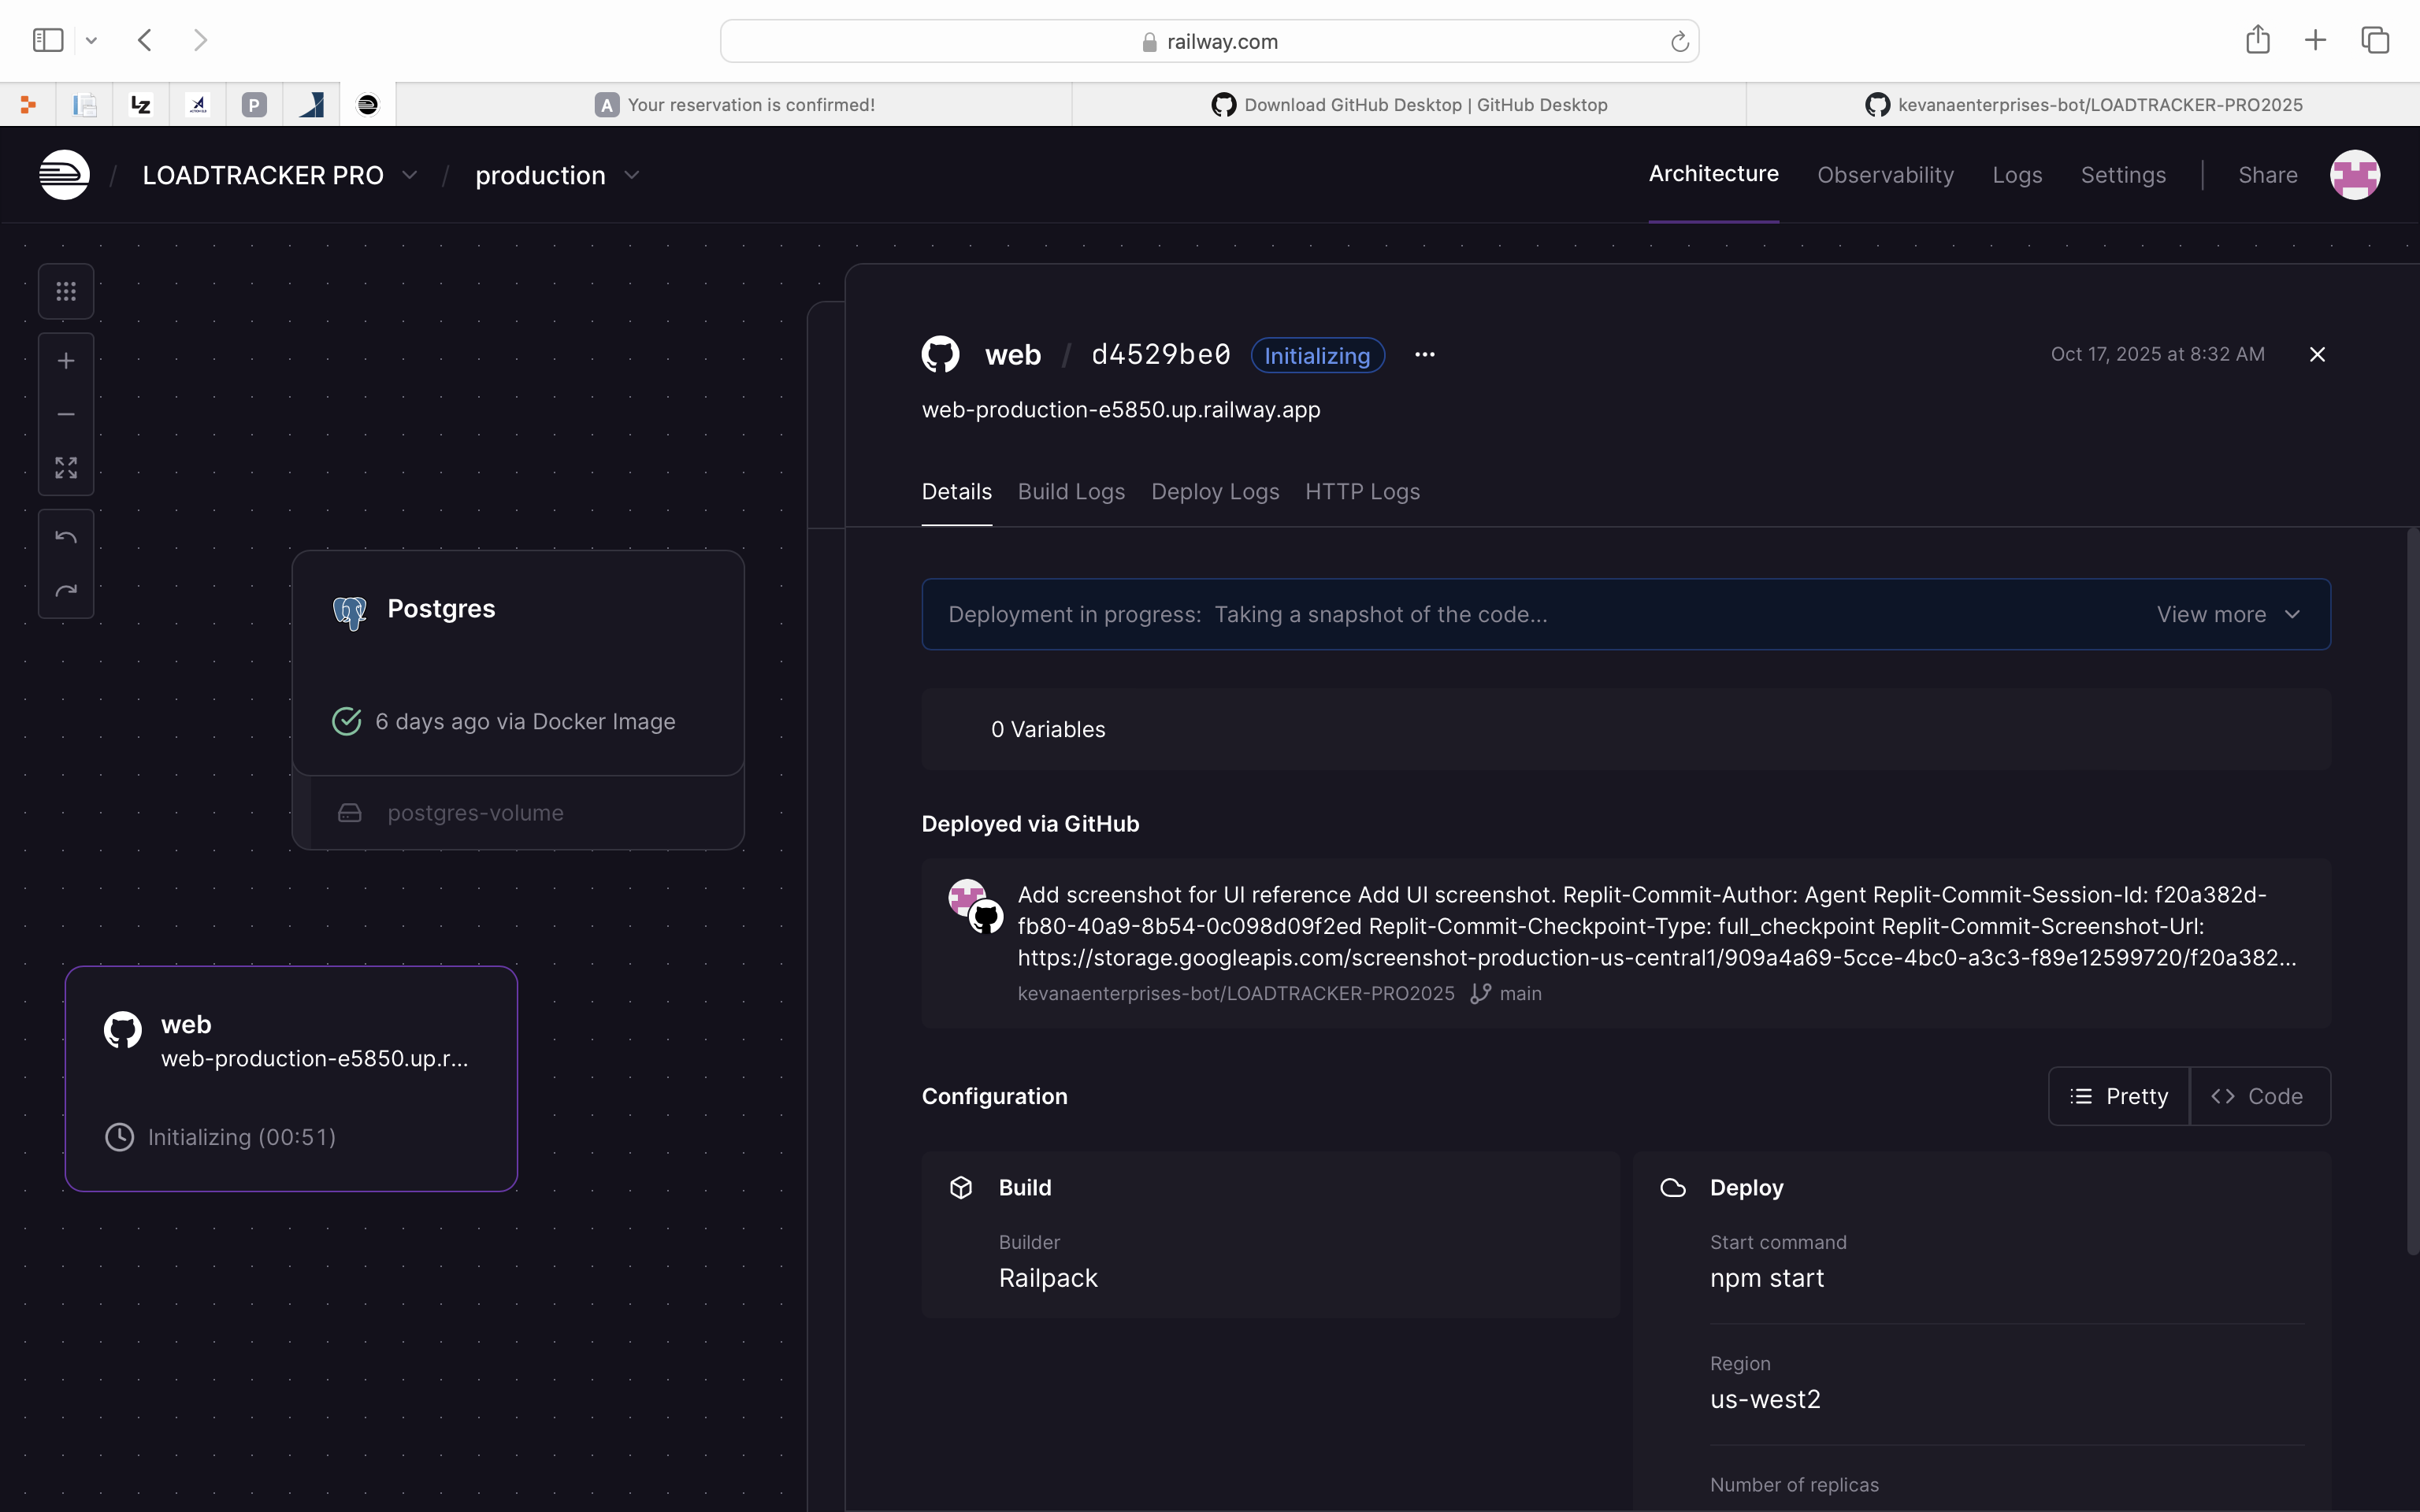 railway.com
LZ
P
A Your reservation is confirmed!
Download GitHub Desktop | GitHub Desktop
kevanaenterprises-bot/LOADTRACKER-PRO2025
/ LOADTRACKER PRO / production
Architecture Observability Logs Settings | Share
web / d4529be0 Initializing ...
Oct 17, 2025 at 8:32 AM
web-production-e5850.up.railway.app
Details Build Logs Deploy Logs HTTP Logs
Deployment in progress: Taking a snapshot of the code...
View more
0 Variables
Deployed via GitHub
Add screenshot for UI reference Add UI screenshot. Replit-Commit-Author: Agent Replit-Commit-Session-Id: f20a382d-
fb80-40a9-8b54-0c098d09f2ed Replit-Commit-Checkpoint-Type: full_checkpoint Replit-Commit-Screenshot-Url:
https://storage.googleapis.com/screenshot-production-us-central1/909a4a69-5cce-4bc0-a3c3-f89e12599720/f20a382...
kevanaenterprises-bot/LOADTRACKER-PRO2025 main
Configuration
Pretty
<> Code
Build
Builder
Railpack
Deploy
Start command
npm start
Region
us-west2
Number of replicas
Postgres
6 days ago via Docker Image
postgres-volume
web
web-production-e5850.up.r...
Initializing (00:51)